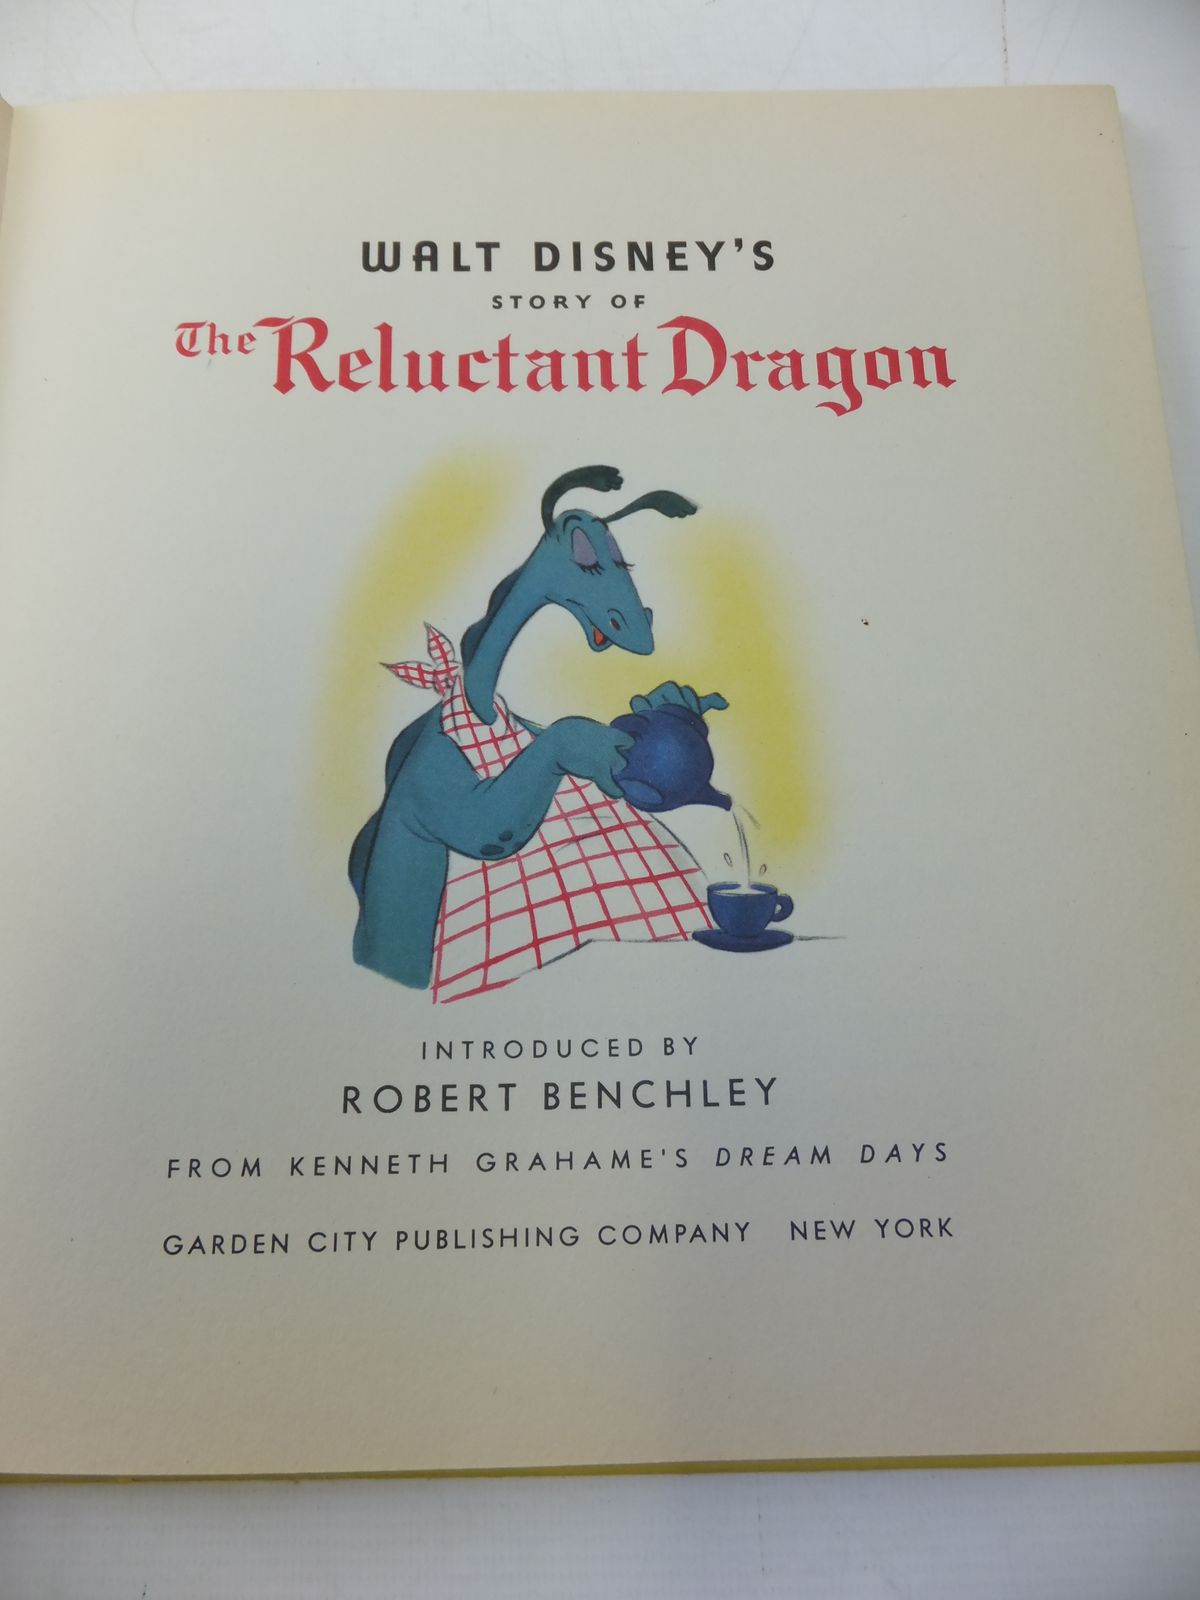 WALT DISNEY'S
STORY OF
The Reluctant Dragon
INTRODUCED BY
ROBERT BENCHLEY
FROM KENNETH GRAHAME'S DREAM DAYS
GARDEN CITY PUBLISHING COMPANY NEW YORK